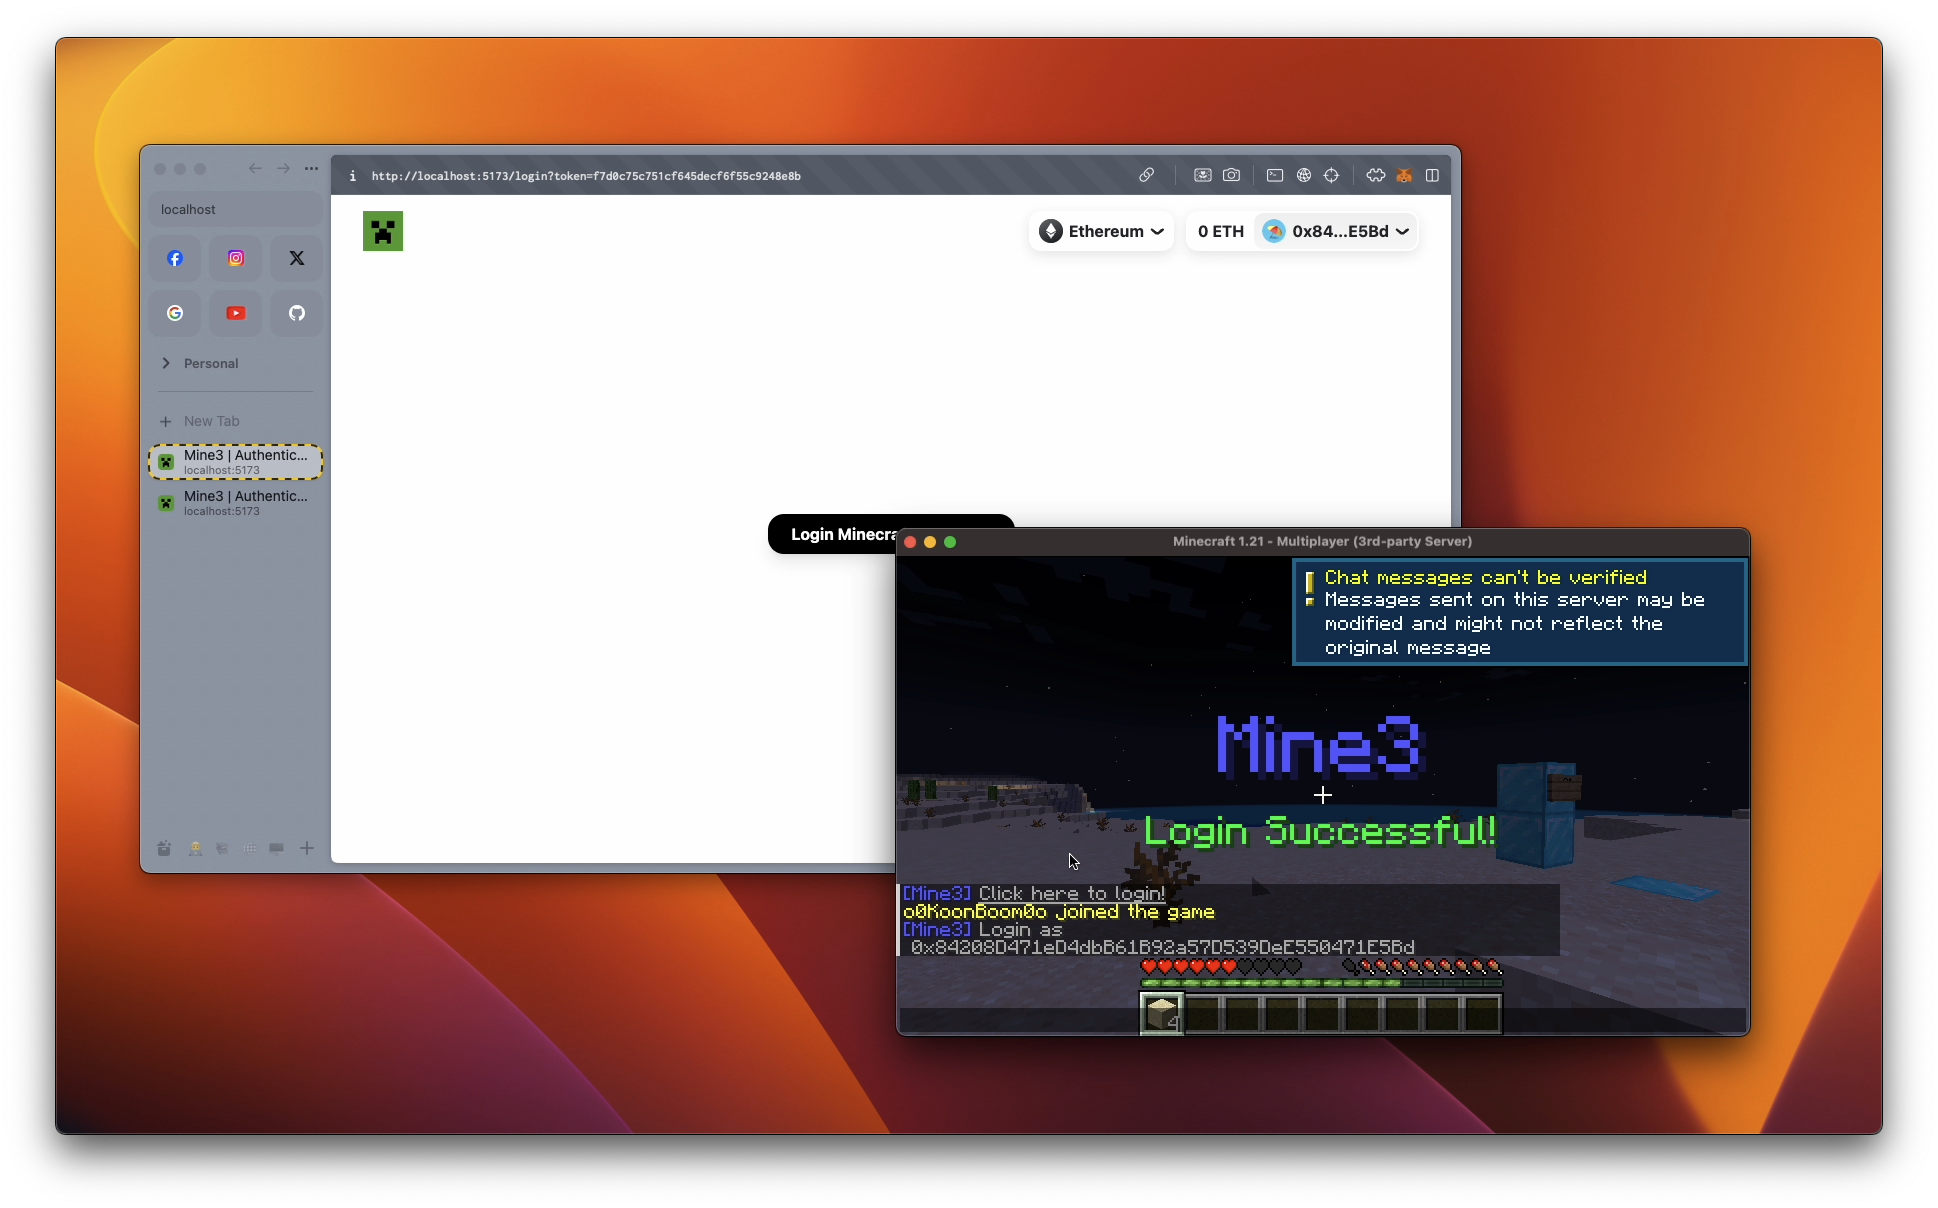 http://localhost:5173/login?token=f7d0c75c751cf645decf6f55c9248e8b
localhost
Personal
New Tab
Mine3 | Authentic...
localhost:5173
Mine3 | Authentic...
localhost:5173
Ethereum
0 ETH
0x84...E5Bd
Login Minecra
Minecraft 1.21 - Multiplayer (3rd-party Server)
Chat messages can't be verified
Messages sent on this server may be
modified and might not reflect the
original message
Mine3
Login Successful!
[Mine3] Click here to login!
o0KoonBoom0o joined the game
[Mine3] Login as
0x84208D471eD4dbB61B92a57D539DeE550471E5Bd
4